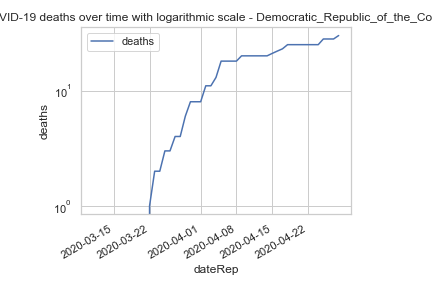 VID-19 deaths over time with logarithmic scale - Democratic_Republic_of_the_Co
deaths
deaths
10¹
10⁰
2020-03-15
2020-03-22
2020-04-01
2020-04-08
2020-04-15
2020-04-22
dateRep